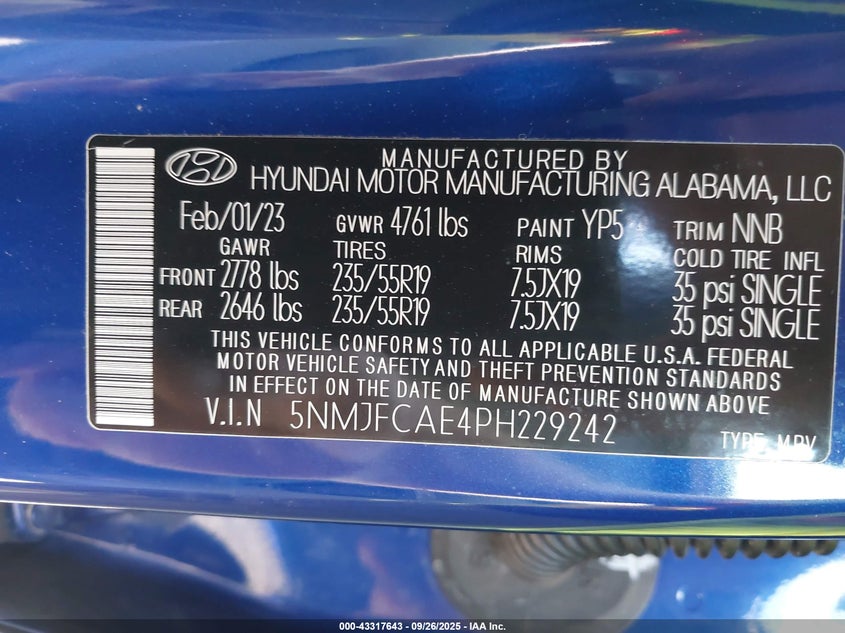 MANUFACTURED BY
HYUNDAI MOTOR MANUFACTURING ALABAMA, LLC
Feb/01/23 GVWR 4761 lbs PAINT YP5 TRIM NNB
GAWR TIRES RIMS COLD TIRE INFL
FRONT 2778 lbs 235/55R19 7.5JX19 35 psi SINGLE
REAR 2646 lbs 235/55R19 7.5JX19 35 psi SINGLE
THIS VEHICLE CONFORMS TO ALL APPLICABLE U.S.A. FEDERAL
MOTOR VEHICLE SAFETY AND THEFT PREVENTION STANDARDS
IN EFFECT ON THE DATE OF MANUFACTURE SHOWN ABOVE.
V.I.N 5NMJFCAE4PH229242
TYPE: MPV
000-43317643 - 09/26/2025 - IAA Inc.